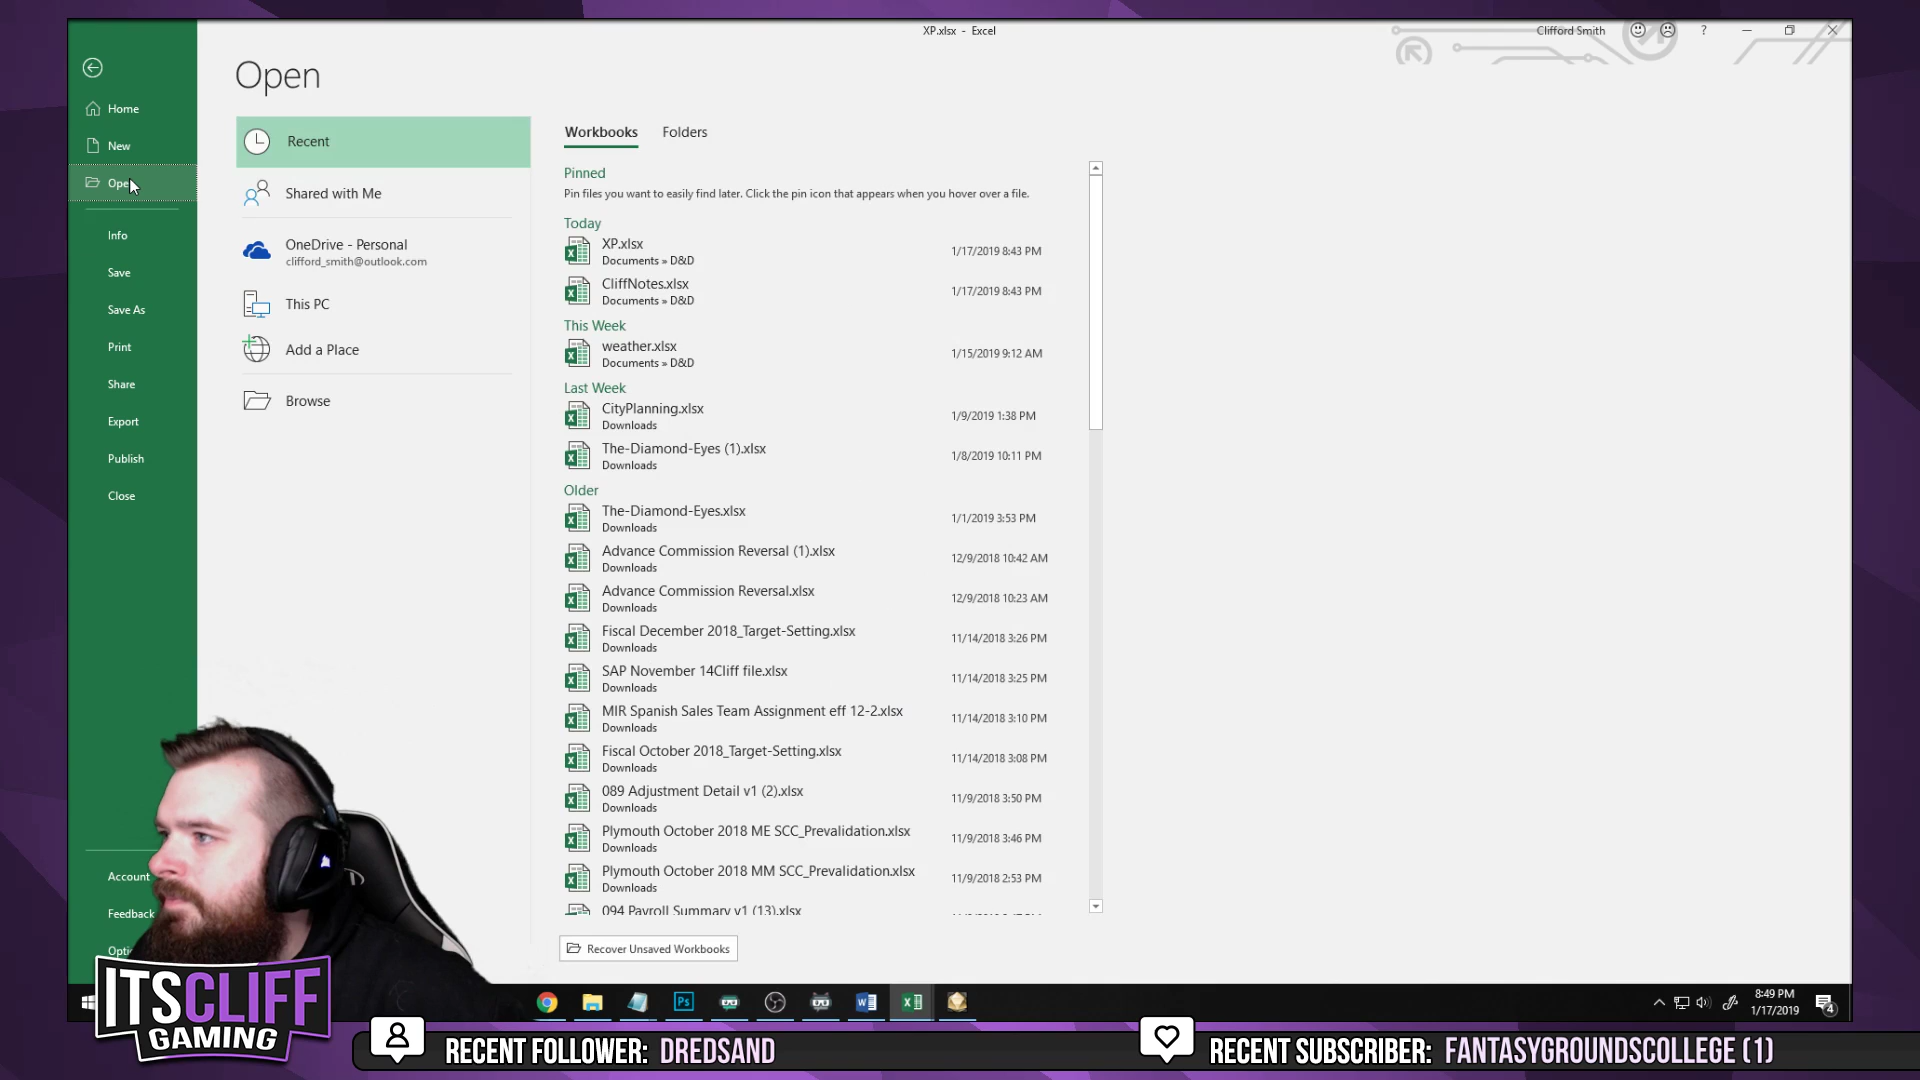 XP.xlsx - Excel
Clifford Smith
?
Open
Home
New
Open
Info
Save
Save As
Print
Share
Export
Publish
Close
Account
Feedback
Recent
Shared with Me
OneDrive - Personal
clifford_smith@outlook.com
This PC
Add a Place
Browse
Workbooks Folders
Pinned
Pin files you want to easily find later. Click the pin icon that appears when you hover over a file.
Today
XP.xlsx 1/17/2019 8:43 PM
Documents » D&D
CliffNotes.xlsx 1/17/2019 8:43 PM
Documents » D&D
This Week
weather.xlsx 1/15/2019 9:12 AM
Documents » D&D
Last Week
CityPlanning.xlsx 1/9/2019 1:38 PM
Downloads
The-Diamond-Eyes (1).xlsx 1/8/2019 10:11 PM
Downloads
Older
The-Diamond-Eyes.xlsx 1/1/2019 3:53 PM
Downloads
Advance Commission Reversal (1).xlsx 12/9/2018 10:42 AM
Downloads
Advance Commission Reversal.xlsx 12/9/2018 10:23 AM
Downloads
Fiscal December 2018_Target-Setting.xlsx 11/14/2018 3:26 PM
Downloads
SAP November 14Cliff file.xlsx 11/14/2018 3:25 PM
Downloads
MIR Spanish Sales Team Assignment eff 12-2.xlsx 11/14/2018 3:10 PM
Downloads
Fiscal October 2018_Target-Setting.xlsx 11/14/2018 3:08 PM
Downloads
089 Adjustment Detail v1 (2).xlsx 11/9/2018 3:50 PM
Downloads
Plymouth October 2018 ME SCC_Prevalidation.xlsx 11/9/2018 3:46 PM
Downloads
Plymouth October 2018 MM SCC_Prevalidation.xlsx 11/9/2018 2:53 PM
Downloads
094 Payroll Summary v1 (13).xlsx
Recover Unsaved Workbooks
Ps
8:49 PM
1/17/2019
4
ITSCLIFF
GAMING
RECENT FOLLOWER: DREDSAND
RECENT SUBSCRIBER: FANTASYGROUNDSCOLLEGE (1)